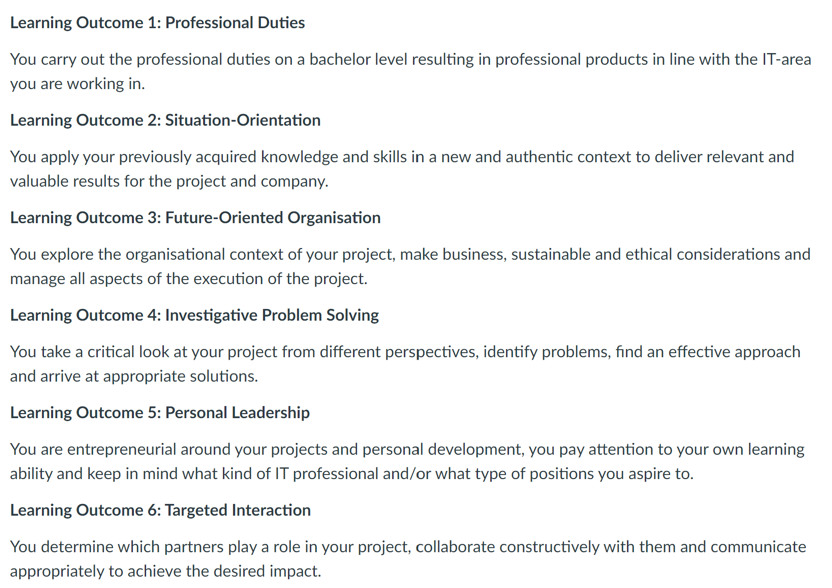 Learning Outcome 1: Professional Duties
You carry out the professional duties on a bachelor level resulting in professional products in line with the IT-area
you are working in.
Learning Outcome 2: Situation-Orientation
You apply your previously acquired knowledge and skills in a new and authentic context to deliver relevant and
valuable results for the project and company.
Learning Outcome 3: Future-Oriented Organisation
You explore the organisational context of your project, make business, sustainable and ethical considerations and
manage all aspects of the execution of the project.
Learning Outcome 4: Investigative Problem Solving
You take a critical look at your project from different perspectives, identify problems, find an effective approach
and arrive at appropriate solutions.
Learning Outcome 5: Personal Leadership
You are entrepreneurial around your projects and personal development, you pay attention to your own learning
ability and keep in mind what kind of IT professional and/or what type of positions you aspire to.
Learning Outcome 6: Targeted Interaction
You determine which partners play a role in your project, collaborate constructively with them and communicate
appropriately to achieve the desired impact.